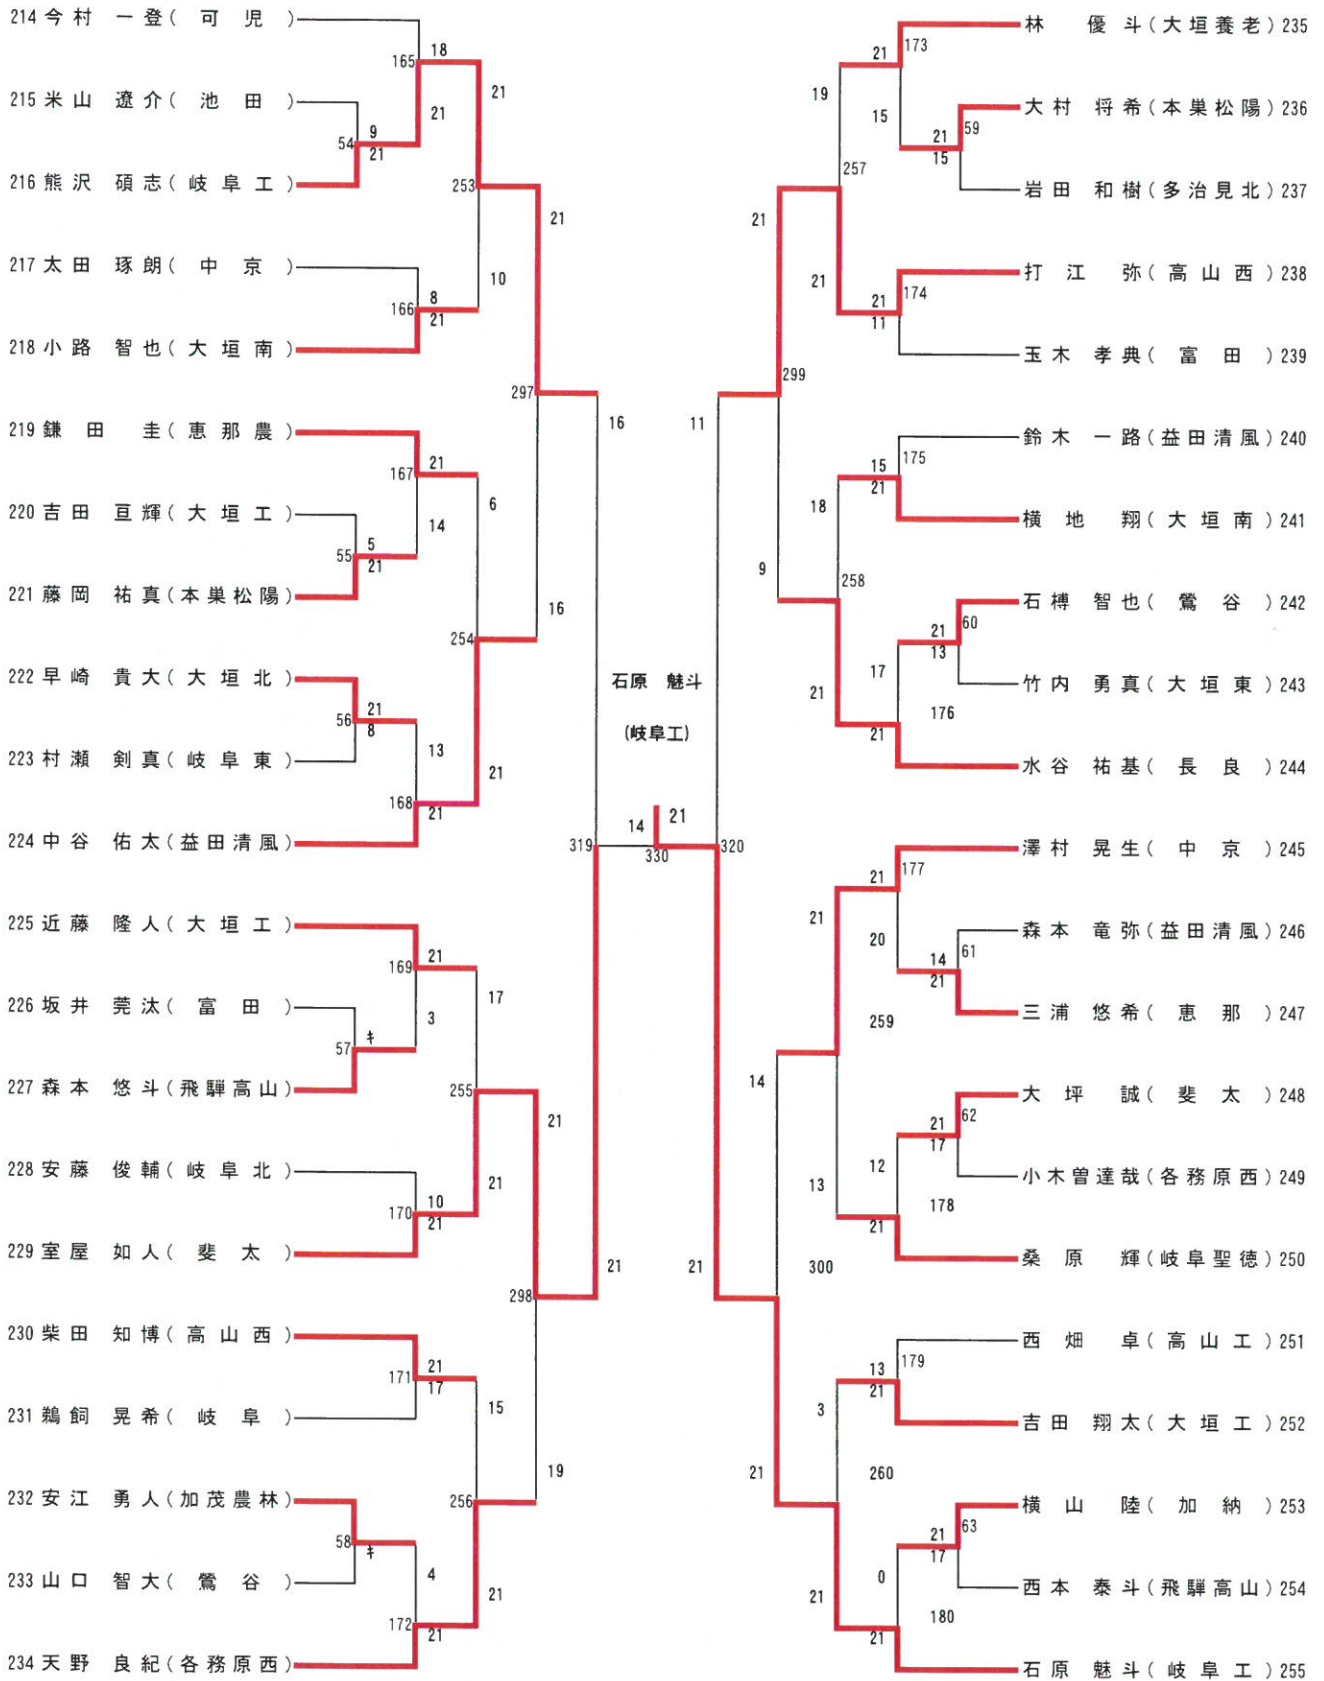 214 今村 一登 ( 可 児 )
18
165
21
21
215 米山 遼介 ( 池 田 )
9
54
21
216 熊沢 碩志 ( 岐阜工 )
253
21
217 太田 琢朗 ( 中 京 )
10
8
166
21
218 小路 智也 ( 大垣南 )
297
16
219 鎌田 圭 ( 恵那農 )
21
167
6
220 吉田 亘輝 ( 大垣工 )
14
5
55
21
221 藤岡 祐真 (本巣松陽)
16
254
222 早崎 貴大 ( 大垣北 )
21
56
8
223 村瀬 剣真 ( 岐阜東 )
13
21
168
21
224 中谷 佑太 (益田清風)
319
225 近藤 隆人 ( 大垣工 )
21
169
17
226 坂井 莞汰 ( 富 田 )
3
キ
57
227 森本 悠斗 (飛騨高山)
255
21
228 安藤 俊輔 ( 岐阜北 )
21
10
170
21
229 室屋 如人 ( 斐 太 )
21
298
230 柴田 知博 ( 高山西 )
21
171
17
15
231 鵜飼 晃希 ( 岐 阜 )
19
232 安江 勇人 (加茂農林)
256
58
キ
233 山口 智大 ( 鶯 谷 )
4
21
172
21
234 天野 良紀 (各務原西)
石原 魅斗
(岐阜工)
14
21
330
林 優斗 (大垣養老) 235
21
173
19
15
大村 将希 (本巣松陽) 236
59
21
15
257
岩田 和樹 (多治見北) 237
21
打江 弥 ( 高山西 ) 238
21
21
174
11
玉木 孝典 ( 富 田 ) 239
299
11
鈴木 一路 (益田清風) 240
15
175
21
18
横地 翔 ( 大垣南 ) 241
9
258
石榑 智也 ( 鶯 谷 ) 242
60
21
13
17
竹内 勇真 ( 大垣東 ) 243
21
176
21
水谷 祐基 ( 長 良 ) 244
320
澤村 晃生 ( 中 京 ) 245
21
177
21
20
森本 竜弥 (益田清風) 246
61
14
21
三浦 悠希 ( 恵 那 ) 247
259
14
大坪 誠 ( 斐 太 ) 248
62
21
17
12
小木曽達哉 (各務原西) 249
13
178
21
桑原 輝 (岐阜聖徳) 250
21
300
西畑 卓 ( 高山工 ) 251
13
179
21
3
吉田 翔太 ( 大垣工 ) 252
21
260
横山 陸 ( 加 納 ) 253
63
21
17
0
西本 泰斗 (飛騨高山) 254
21
180
21
石原 魅斗 ( 岐阜工 ) 255